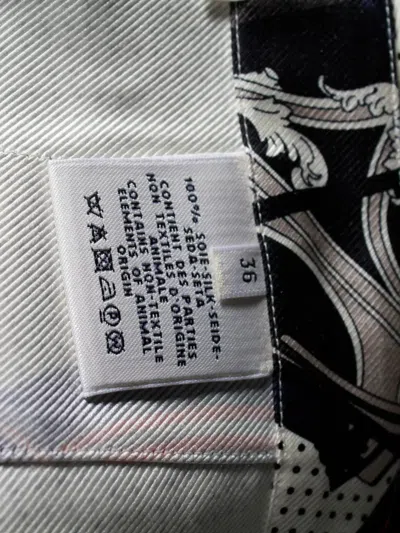 36
100% SOIE-SILK-SEIDE-
SEDA-SETA
CONTIENT DES PARTIES
NON TEXTILES D'ORIGINE
ANIMALE
CONTAINS NON-TEXTILE
ELEMENTS OF ANIMAL
ORIGIN